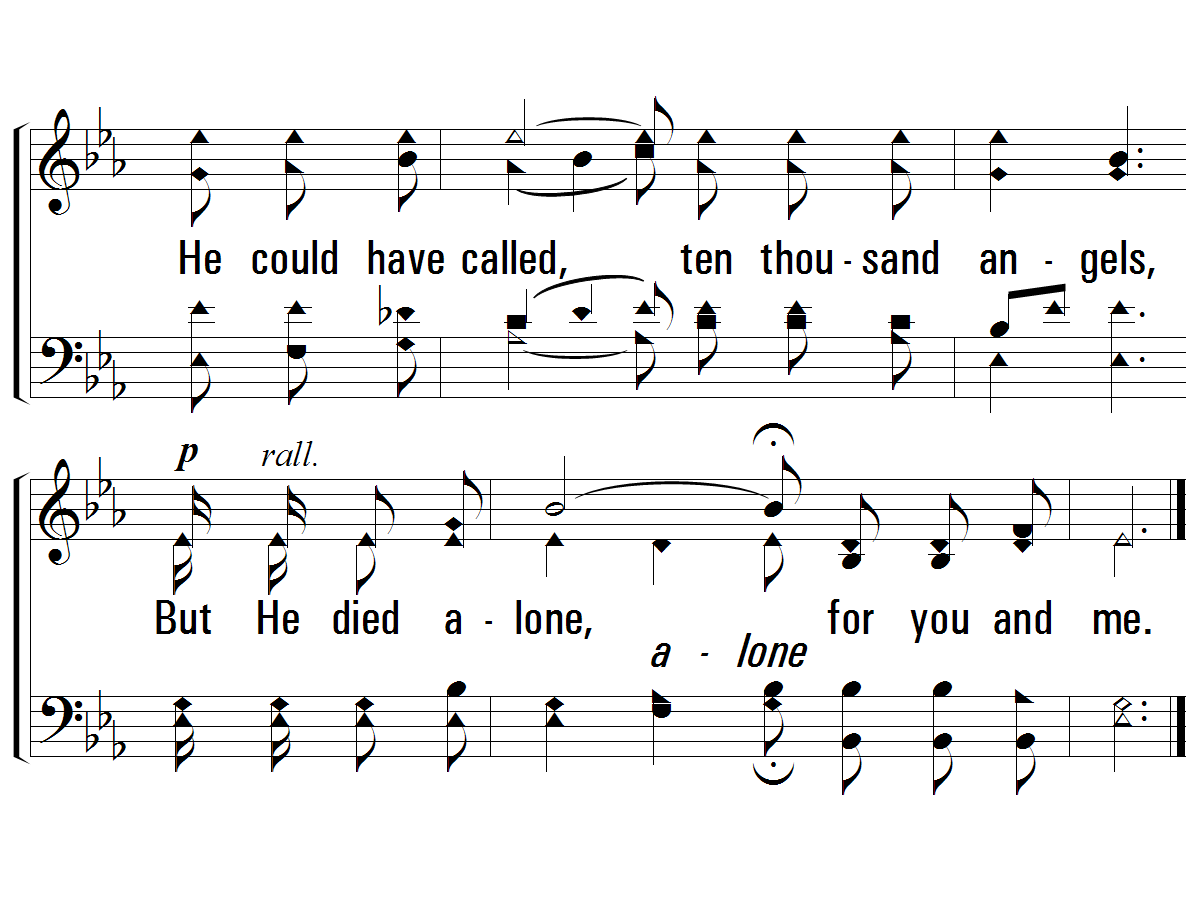 He could have called, ten thou - sand an - gels,
p rall.
But He died a - lone, for you and me.
a - lone